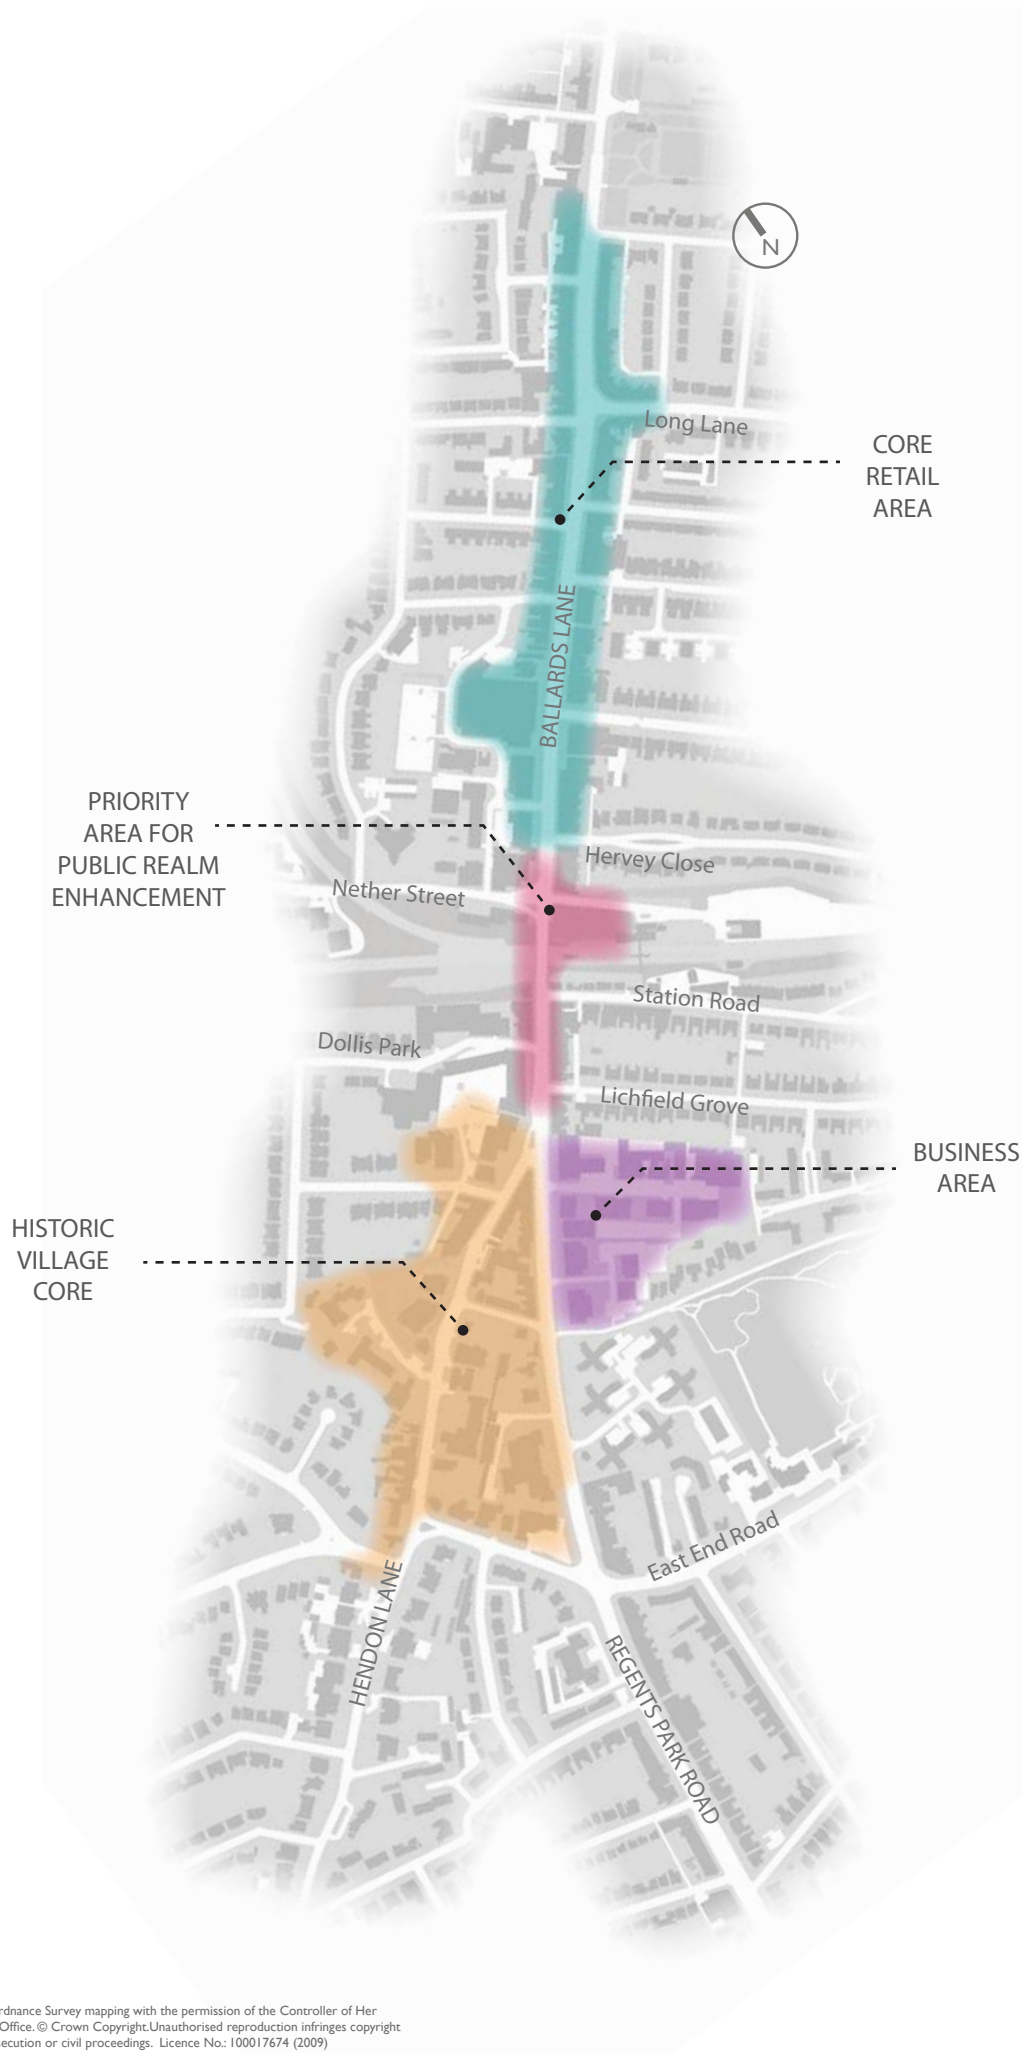 N
Long Lane
CORE
RETAIL
AREA
BALLARDS LANE
PRIORITY
AREA FOR
PUBLIC REALM
ENHANCEMENT
Hervey Close
Nether Street
Station Road
Dollis Park
Lichfield Grove
BUSINESS
AREA
HISTORIC
VILLAGE
CORE
East End Road
HENDON LANE
REGENTS PARK ROAD
rdnance Survey mapping with the permission of the Controller of Her
Office. © Crown Copyright.Unauthorised reproduction infringes copyright
ecution or civil proceedings. Licence No.: 100017674 (2009)